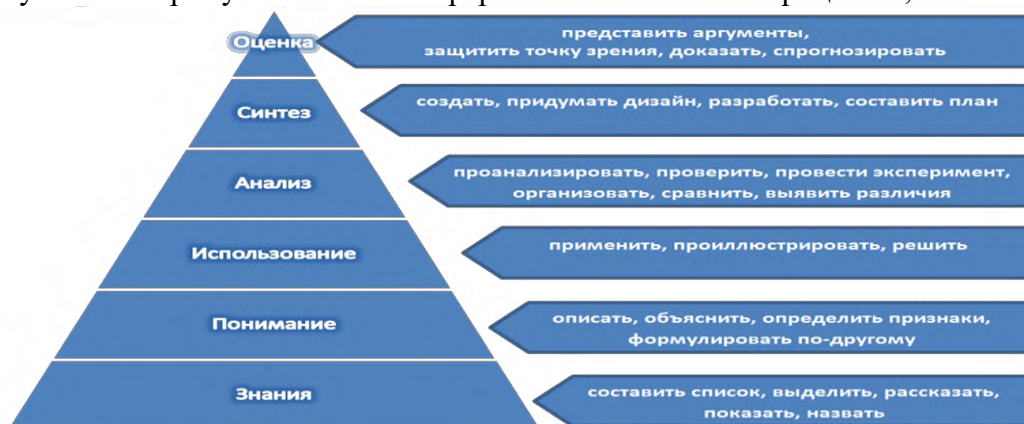 Оценка
представить аргументы,
защитить точку зрения, доказать, спрогнозировать
Синтез
создать, придумать дизайн, разработать, составить план
Анализ
проанализировать, проверить, провести эксперимент,
организовать, сравнить, выявить различия
Использование
применить, проиллюстрировать, решить
Понимание
описать, объяснить, определить признаки,
формулировать по-другому
Знания
составить список, выделить, рассказать,
показать, назвать